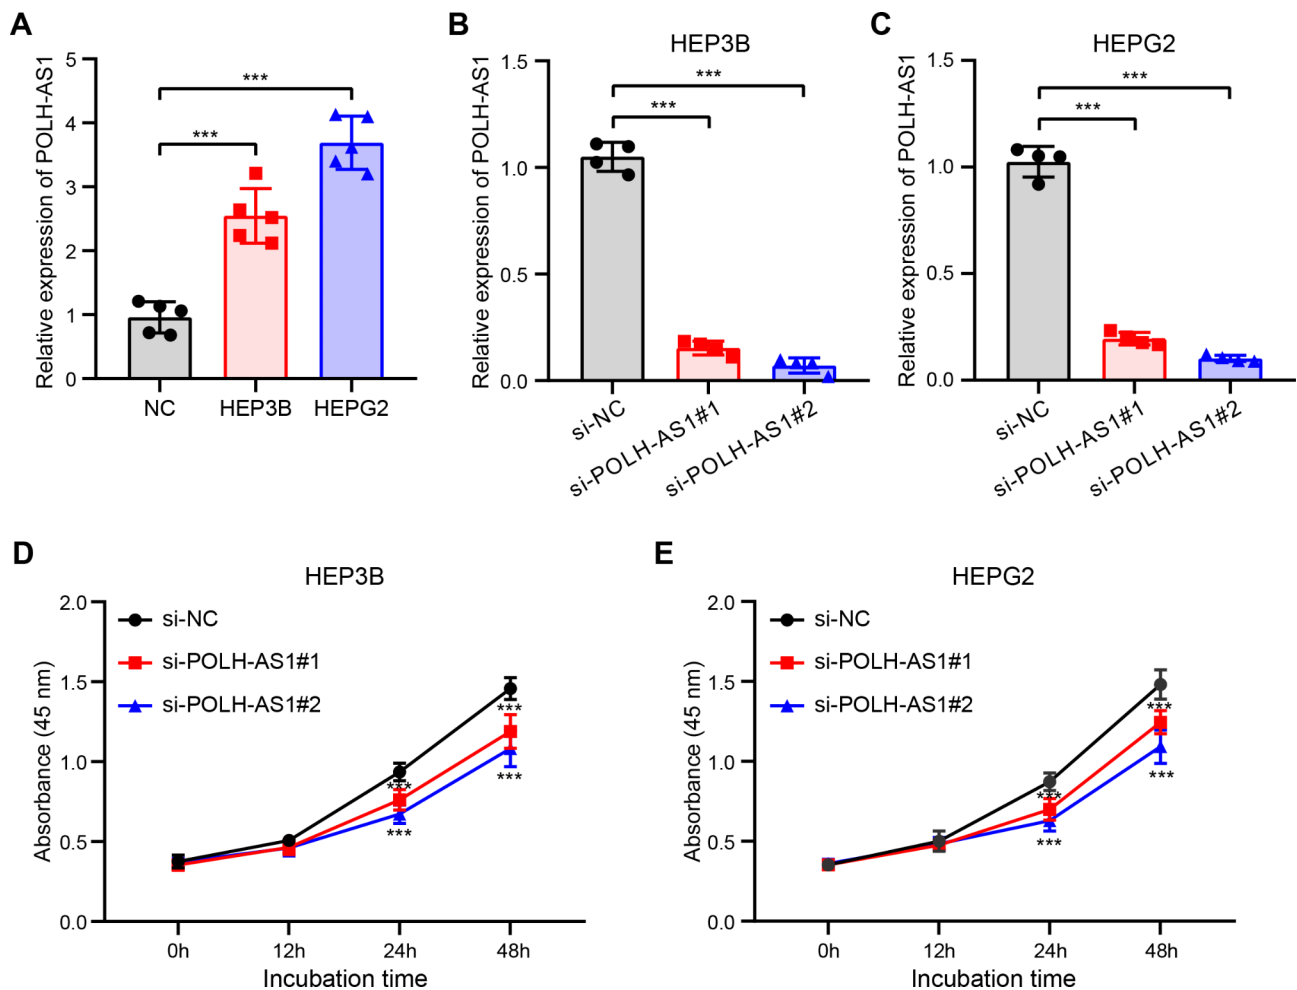 A
Relative expression of POLH-AS1
5
4
3
2
1
0
***
***
NC
HEP3B
HEPG2
B
HEP3B
Relative expression of POLH-AS1
1.5
1.0
0.5
0.0
***
***
si-NC
si-POLH-AS1#1
si-POLH-AS1#2
C
HEPG2
Relative expression of POLH-AS1
1.5
1.0
0.5
0.0
***
***
si-NC
si-POLH-AS1#1
si-POLH-AS1#2
D
HEP3B
Absorbance (45 nm)
2.0
1.5
1.0
0.5
0.0
si-NC
si-POLH-AS1#1
si-POLH-AS1#2
***
***
***
***
0h
12h
24h
48h
Incubation time
E
HEPG2
Absorbance (45 nm)
2.0
1.5
1.0
0.5
0.0
si-NC
si-POLH-AS1#1
si-POLH-AS1#2
***
***
***
***
0h
12h
24h
48h
Incubation time